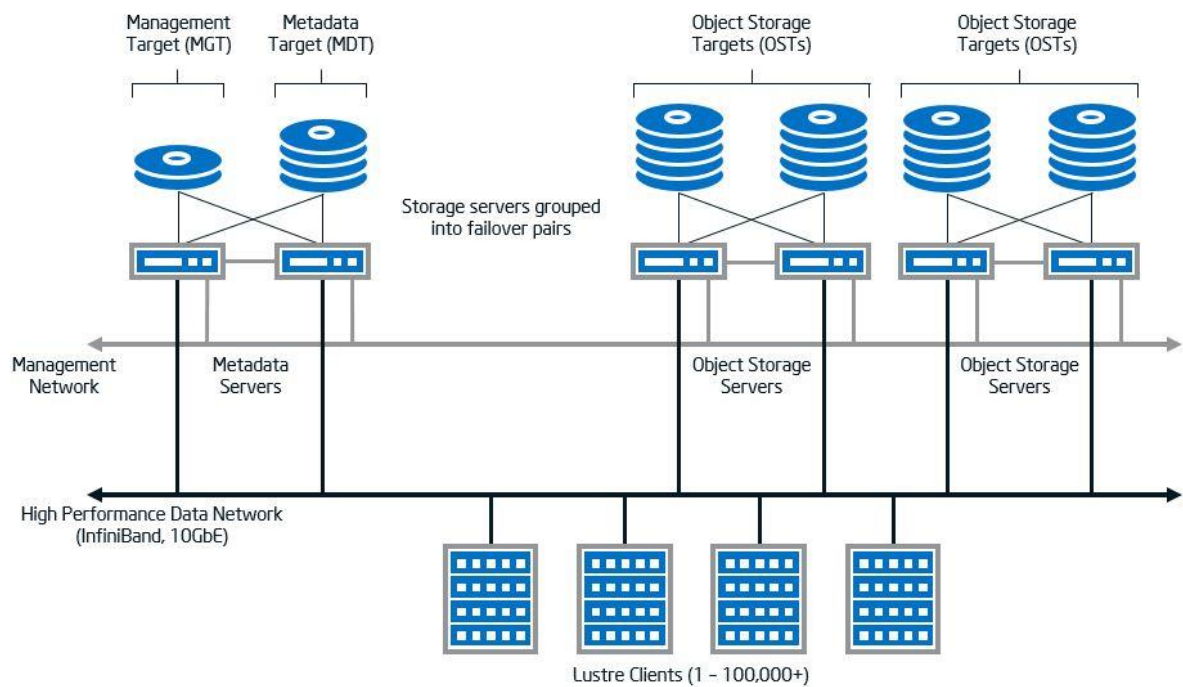 Management
Target (MGT)
Metadata
Target (MDT)
Object Storage
Targets (OSTs)
Object Storage
Targets (OSTs)
Storage servers grouped
into failover pairs
Management
Network
Metadata
Servers
Object Storage
Servers
Object Storage
Servers
High Performance Data Network
(InfiniBand, 10GbE)
Lustre Clients (1 – 100,000+)